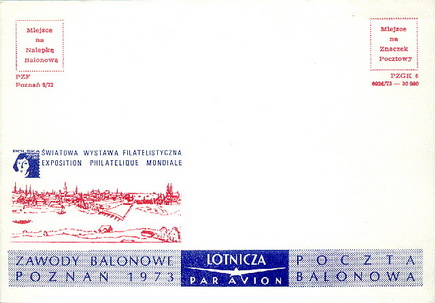 Miejsce
na
Nalepkę
Balonową
PZF
Poznań 5/73
Miejsce
na
Znaczek
Pocztowy
PZGK 6
ŚWIATOWA WYSTAWA FILATELISTYCZNA
EXPOSITION PHILATELIQUE MONDIALE
ZAWODY BALONOWE
POZNAŃ 1973
LOTNICZA
PAR AVION
POCZTA
BALONOWA